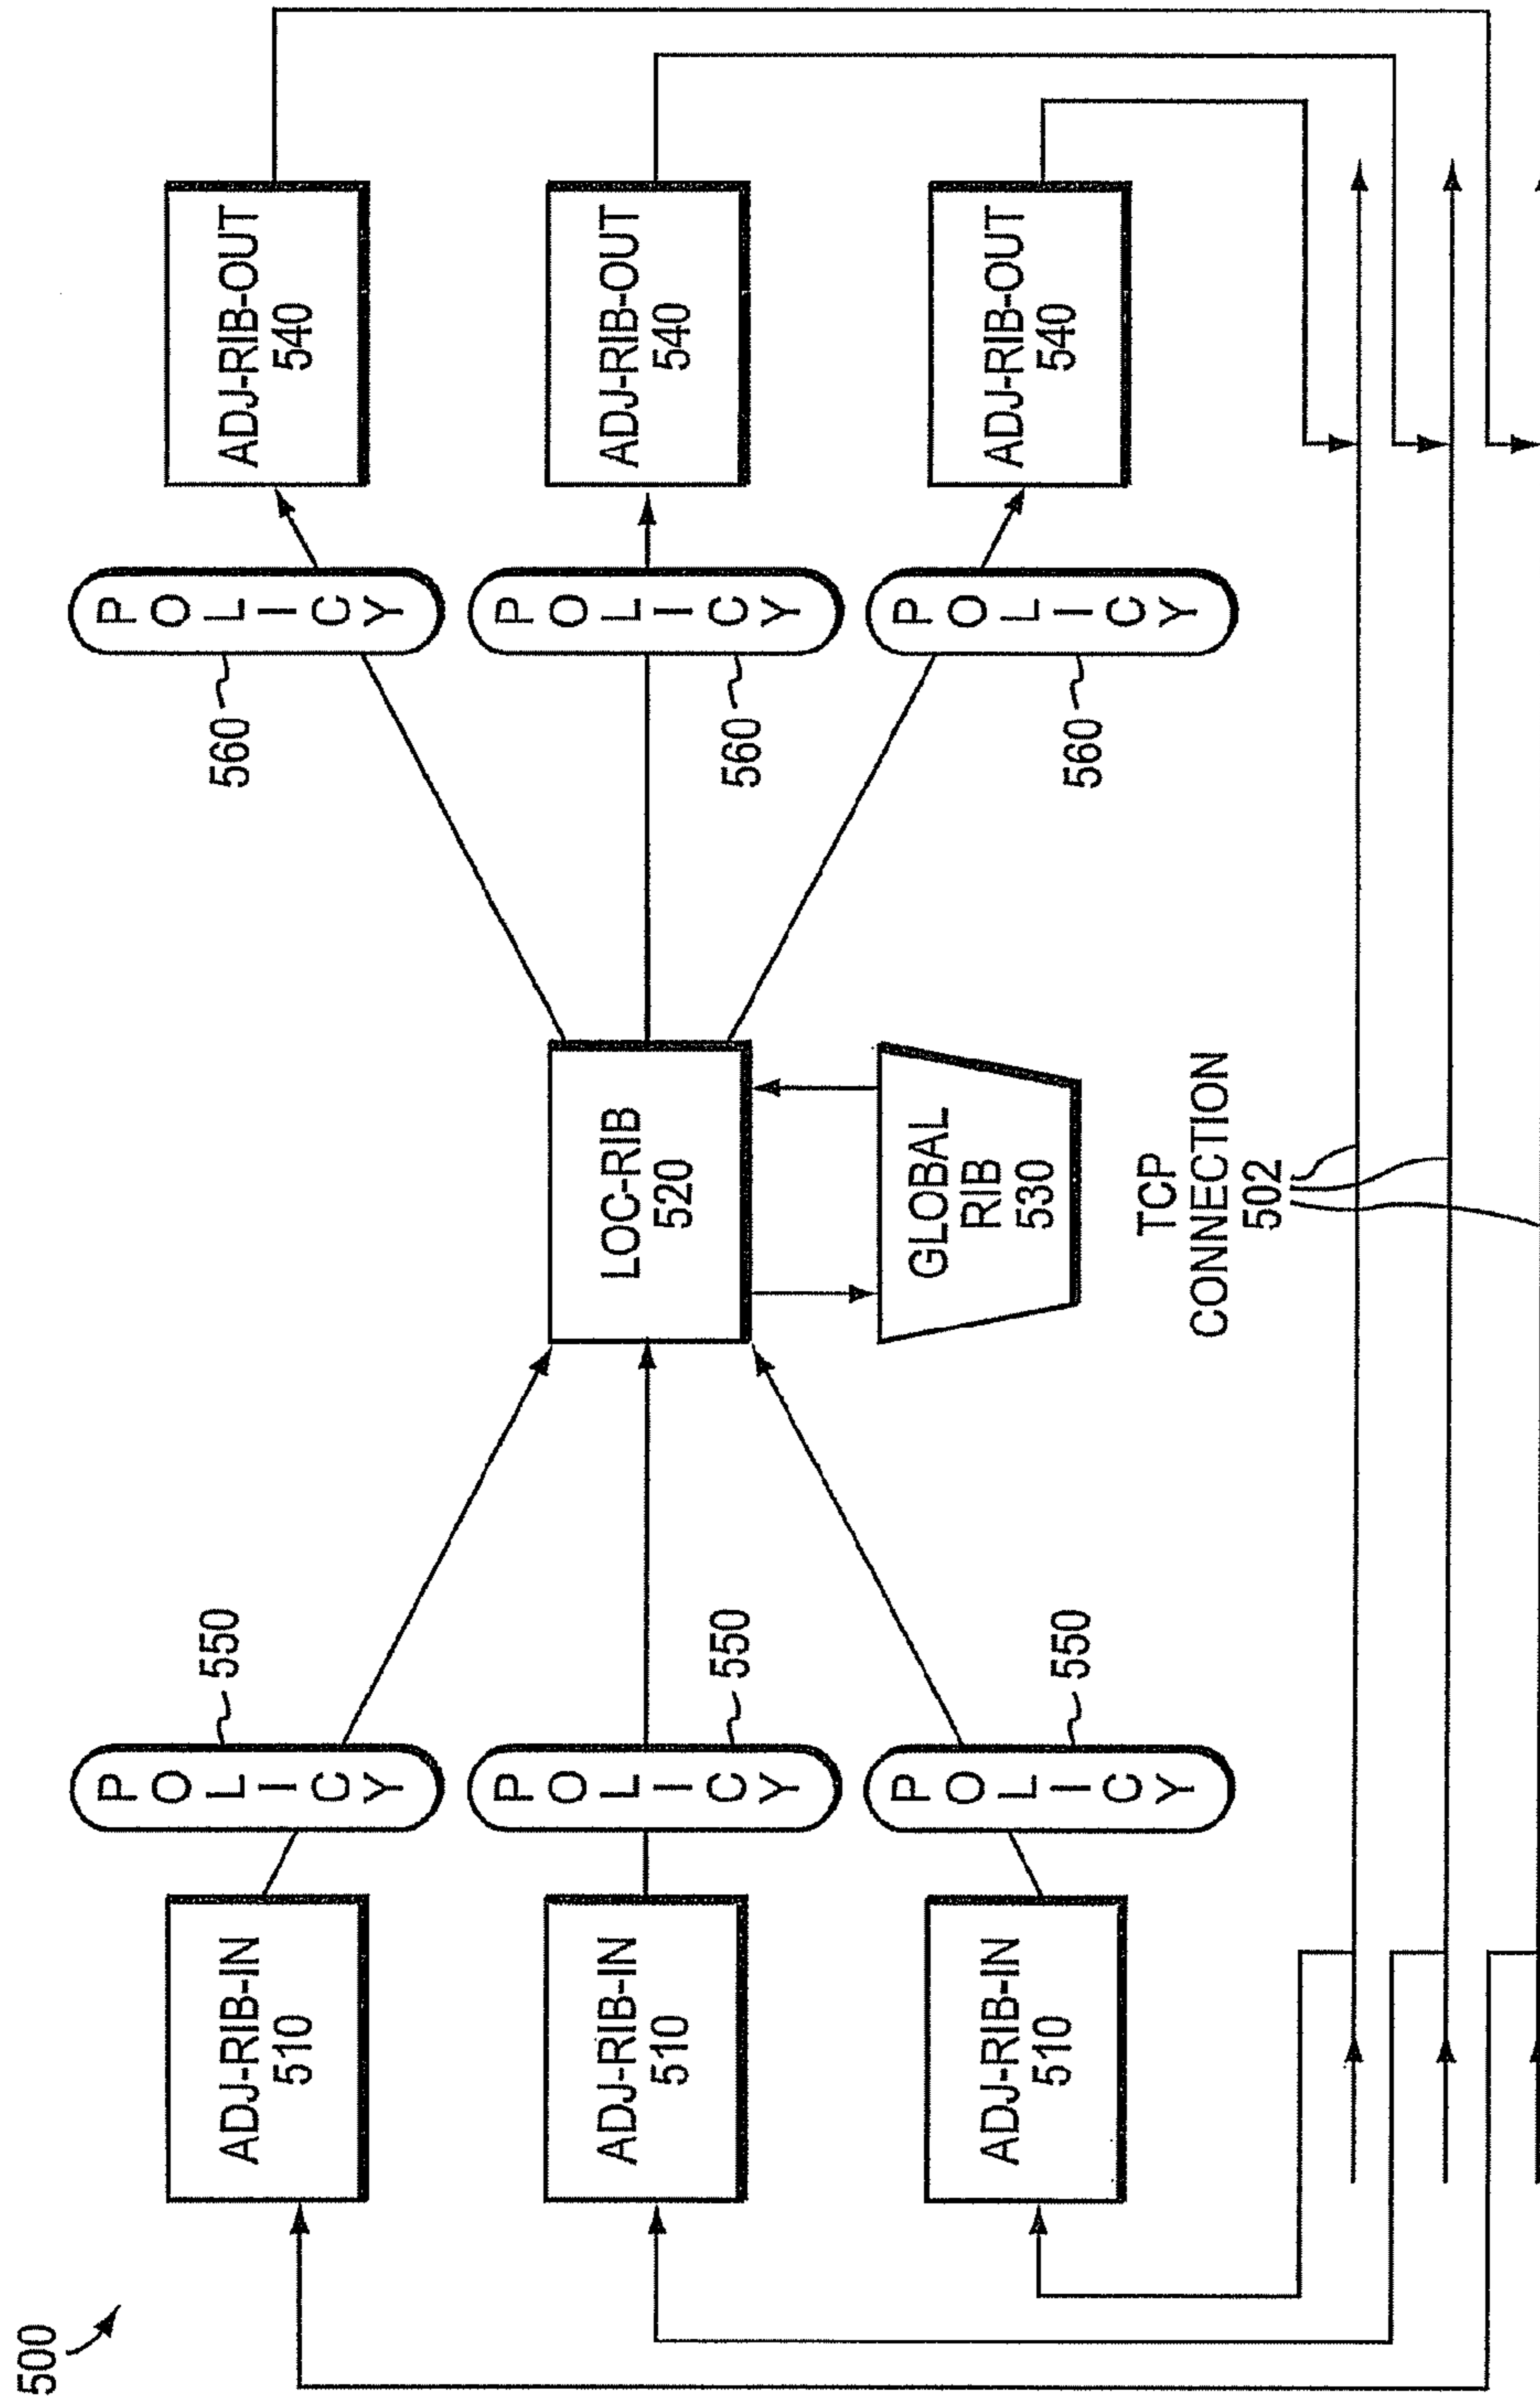 500
ADJ-RIB-IN
510
POLICY
550
ADJ-RIB-IN
510
POLICY
550
ADJ-RIB-IN
510
POLICY
550
LOC-RIB
520
GLOBAL
RIB
530
TCP
CONNECTION
502
560
POLICY
ADJ-RIB-OUT
540
560
POLICY
ADJ-RIB-OUT
540
560
POLICY
ADJ-RIB-OUT
540